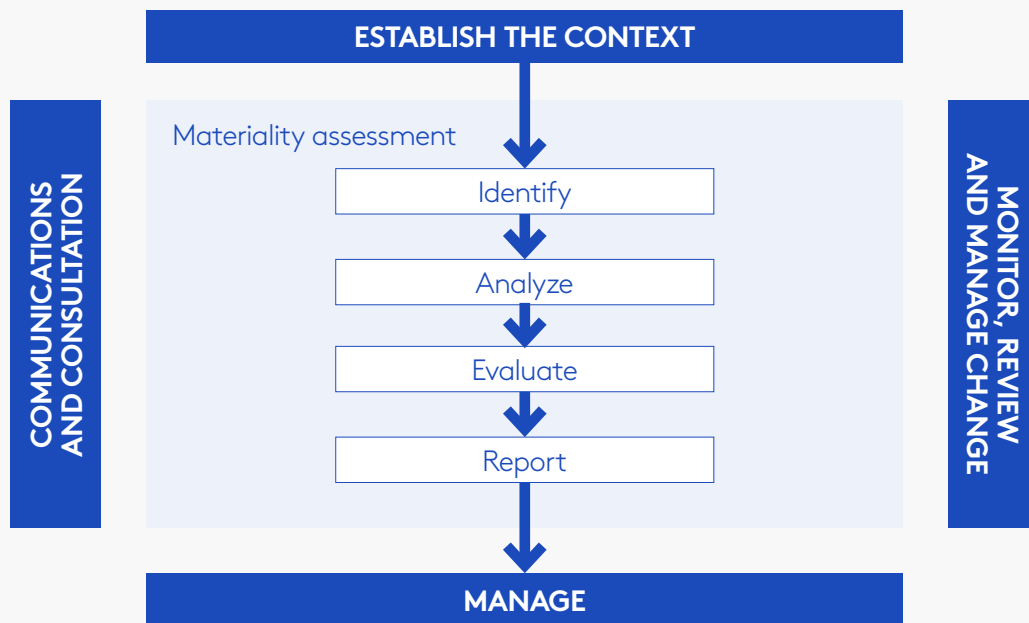 ESTABLISH THE CONTEXT
COMMUNICATIONS
AND CONSULTATION
Materiality assessment
Identify
Analyze
Evaluate
Report
MONITOR, REVIEW
AND MANAGE CHANGE
MANAGE